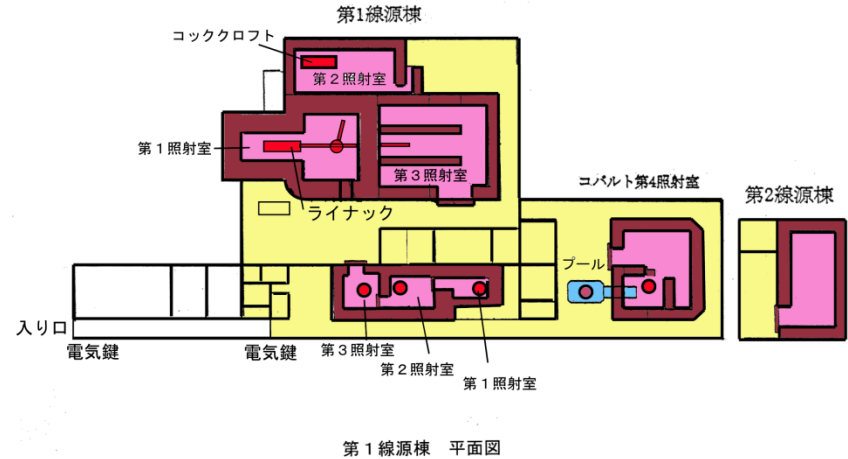 第1線源棟
コッククロフト
第２照射室
第１照射室
第３照射室
ライナック
コバルト第4照射室
第2線源棟
プール
入り口
電気鍵
電気鍵
第３照射室
第２照射室
第１照射室
第１線源棟　平面図